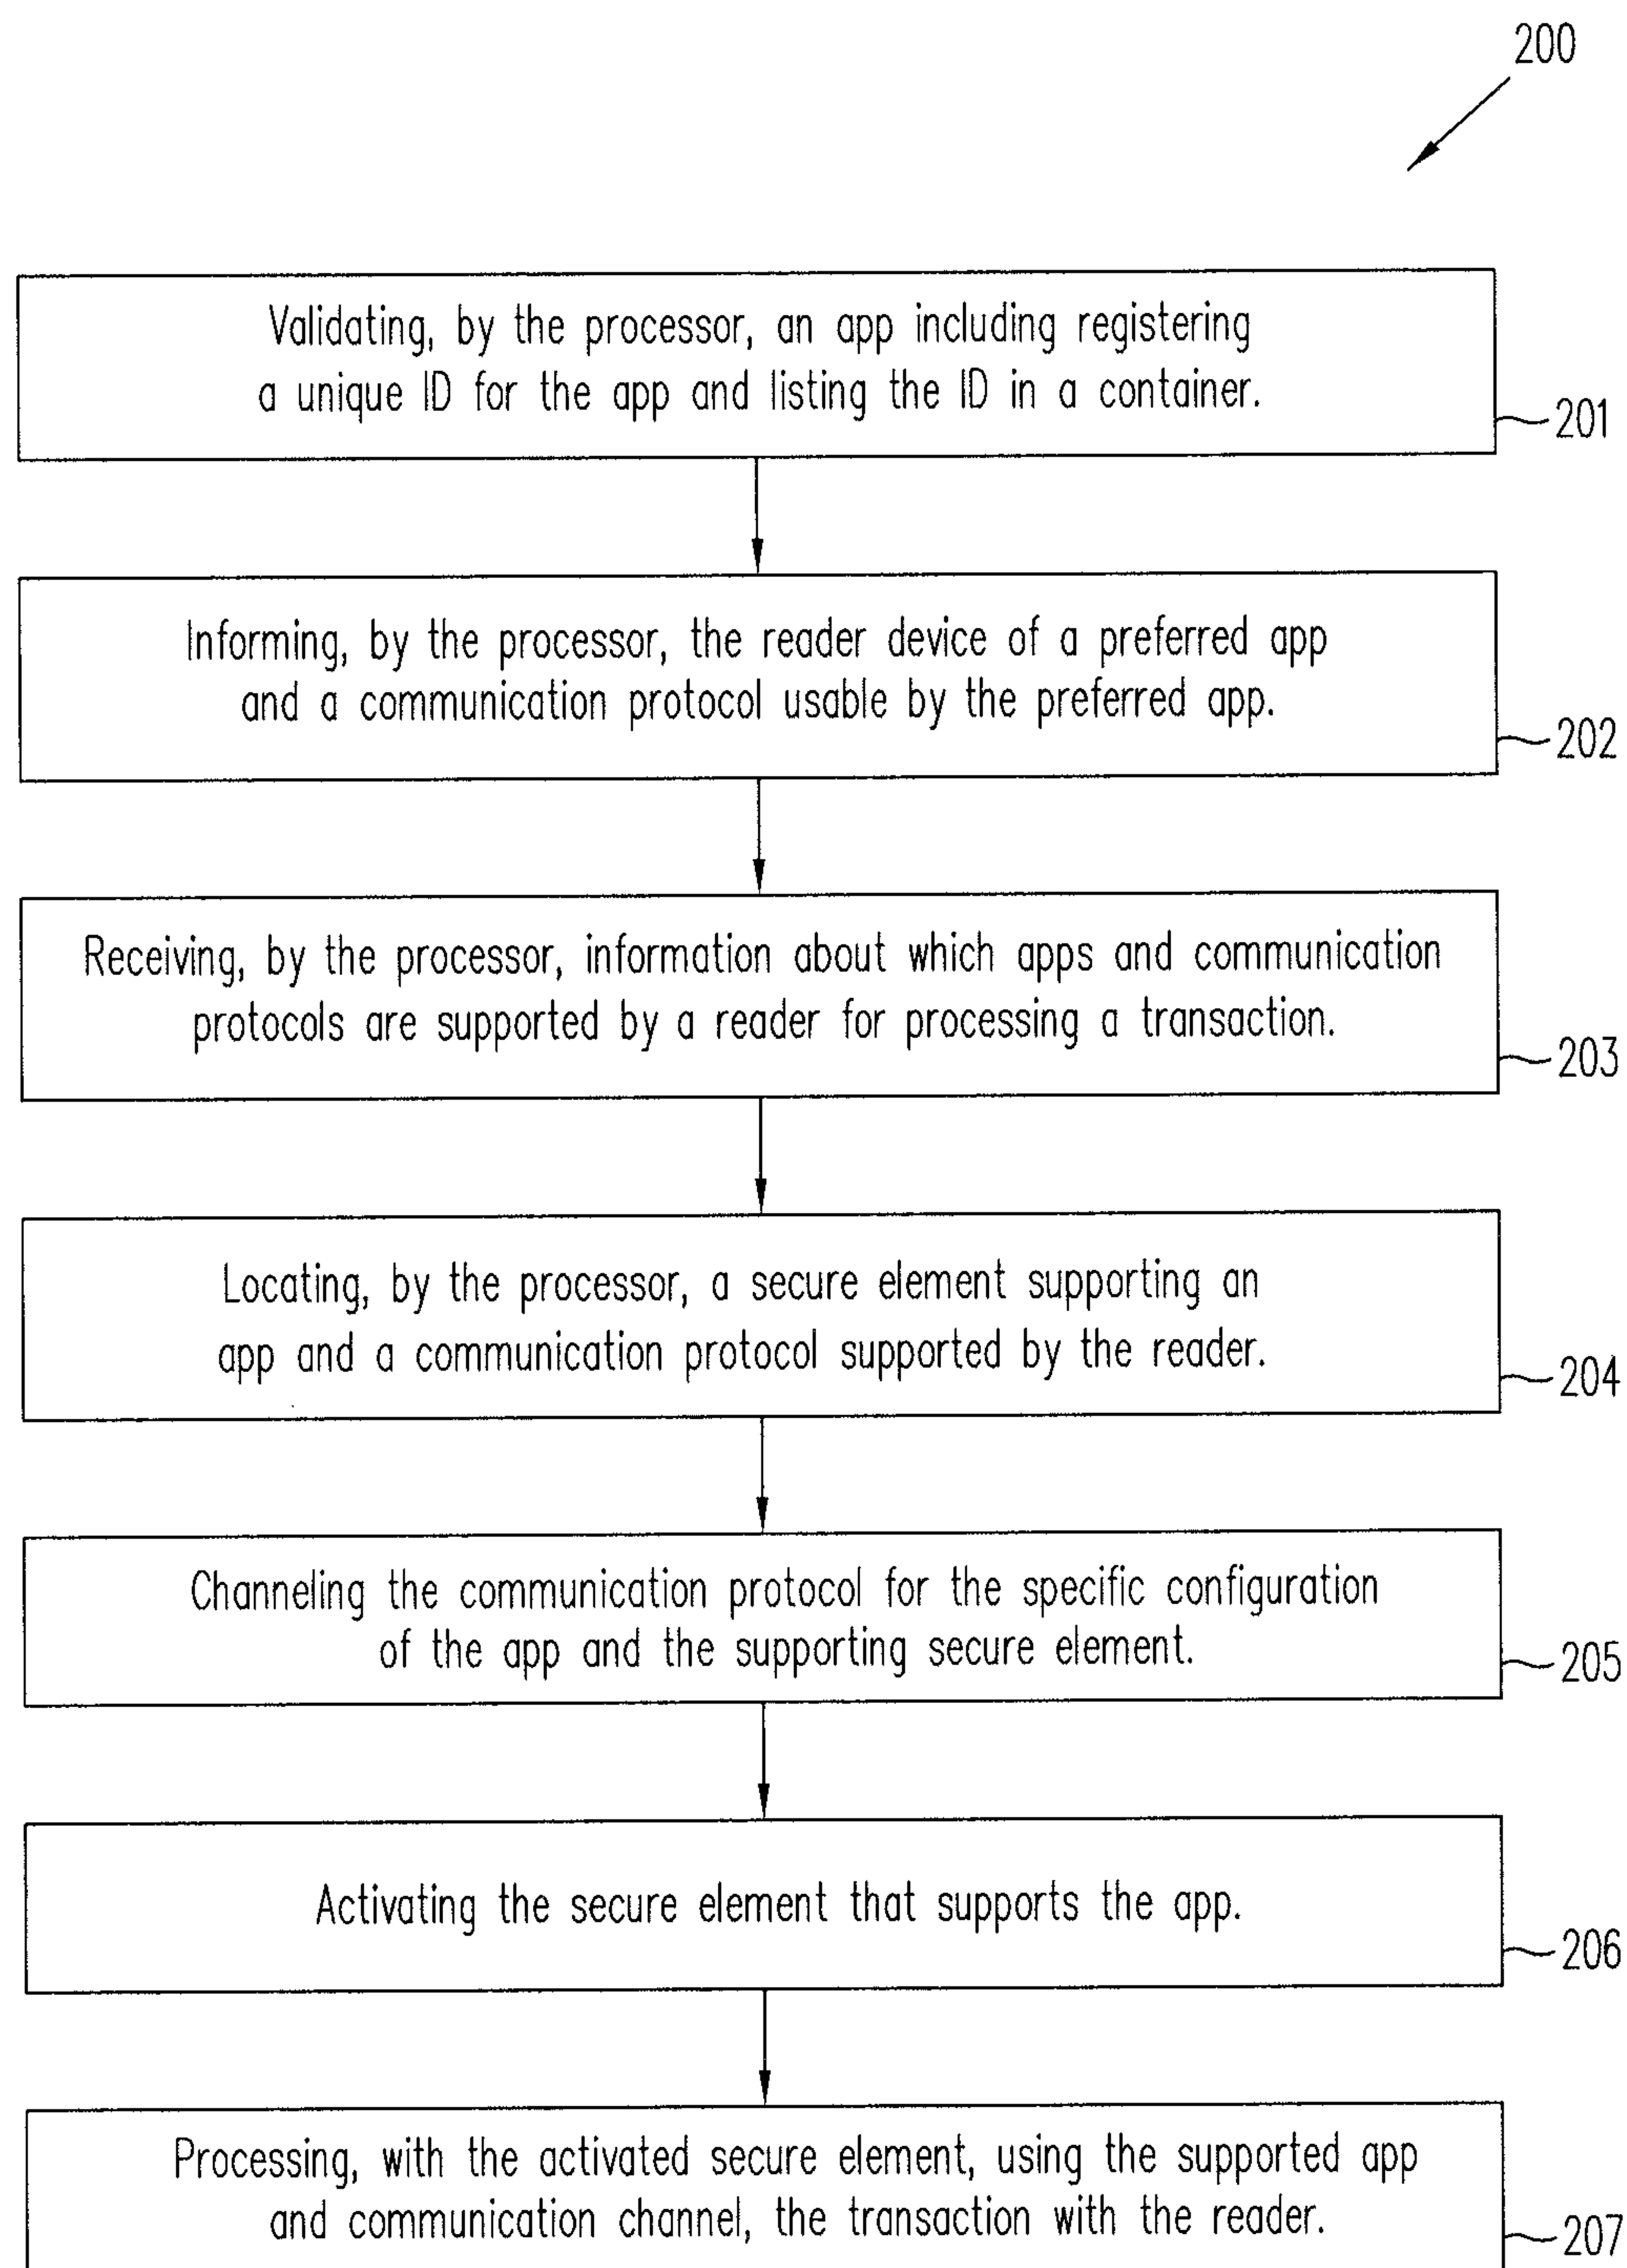 200
Validating, by the processor, an app including registering
a unique ID for the app and listing the ID in a container.
201
Informing, by the processor, the reader device of a preferred app
and a communication protocol usable by the preferred app.
202
Receiving, by the processor, information about which apps and communication
protocols are supported by a reader for processing a transaction.
203
Locating, by the processor, a secure element supporting an
app and a communication protocol supported by the reader.
204
Channeling the communication protocol for the specific configuration
of the app and the supporting secure element.
205
Activating the secure element that supports the app.
206
Processing, with the activated secure element, using the supported app
and communication channel, the transaction with the reader.
207